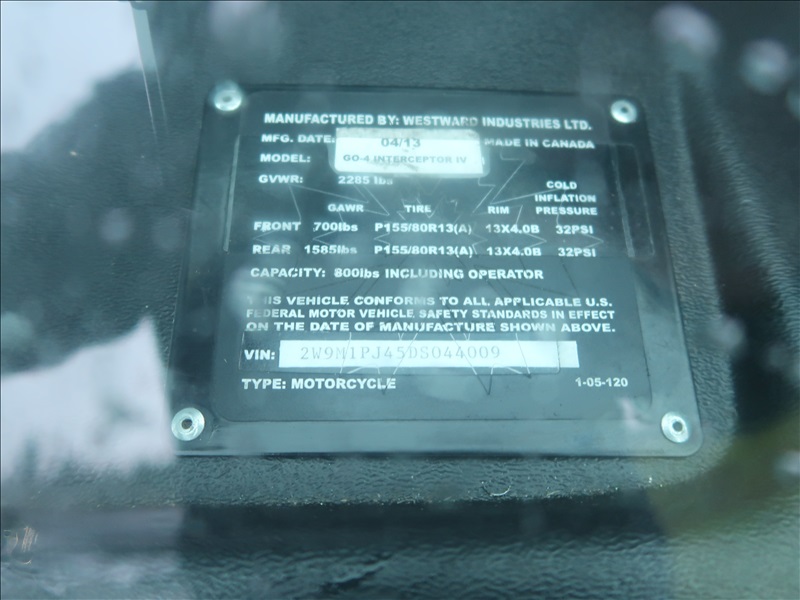 MANUFACTURED BY: WESTWARD INDUSTRIES LTD.
MFG. DATE: 04/13 MADE IN CANADA
MODEL: GO-4 INTERCEPTOR IV
GVWR: 2285 lbs
GAWR TIRE RIM COLD INFLATION PRESSURE
FRONT 700lbs P155/80R13(A) 13X4.0B 32PSI
REAR 1585lbs P155/80R13(A) 13X4.0B 32PSI
CAPACITY: 800lbs INCLUDING OPERATOR
THIS VEHICLE CONFORMS TO ALL APPLICABLE U.S.
FEDERAL MOTOR VEHICLE SAFETY STANDARDS IN EFFECT
ON THE DATE OF MANUFACTURE SHOWN ABOVE.
VIN: 2W9M1PJ45DS044009
TYPE: MOTORCYCLE 1-05-120